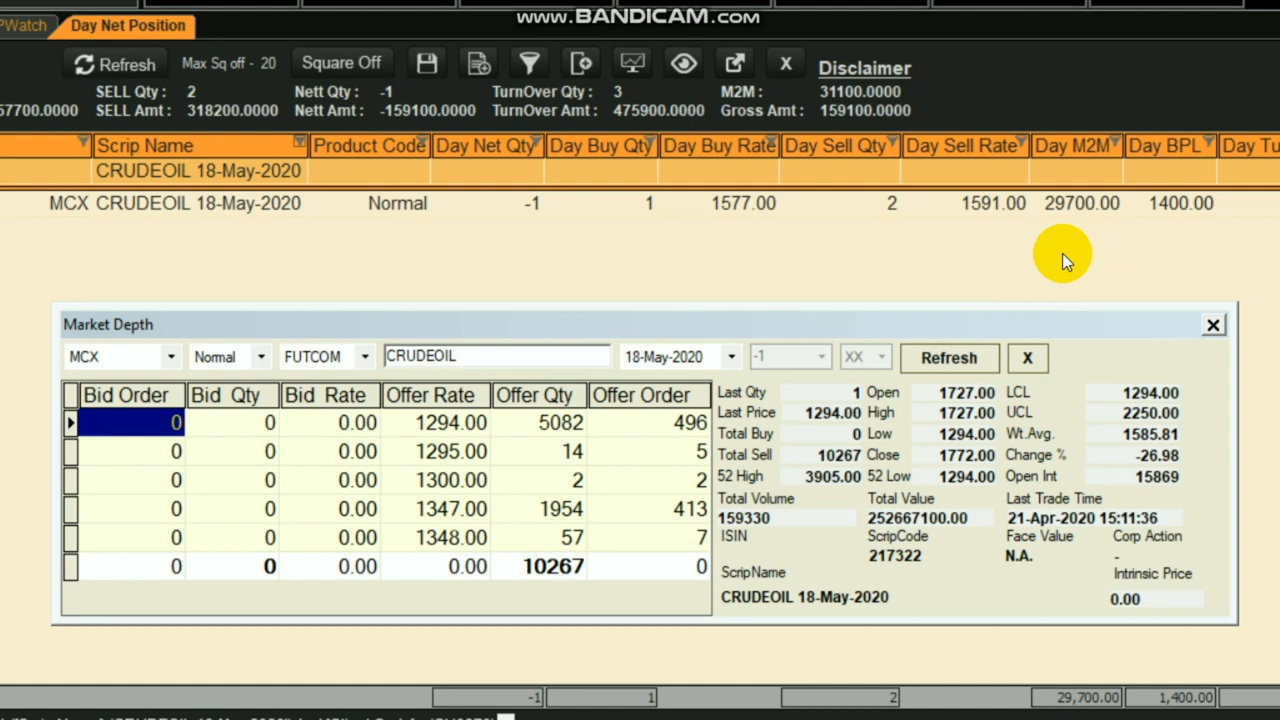 www.BANDICAM.com
PWatch Day Net Position
Refresh Max Sq off - 20 Square Off X Disclaimer
SELL Qty : 2 Nett Qty : -1 TurnOver Qty : 3 M2M : 31100.0000
57700.0000 SELL Amt : 318200.0000 Nett Amt : -159100.0000 TurnOver Amt : 475900.0000 Gross Amt : 159100.0000
Scrip Name Product Code Day Net Qty Day Buy Qty Day Buy Rate Day Sell Qty Day Sell Rate Day M2M Day BPL Day Tu
CRUDEOIL 18-May-2020
MCX CRUDEOIL 18-May-2020 Normal -1 1 1577.00 2 1591.00 29700.00 1400.00
Market Depth
MCX Normal FUTCOM CRUDEOIL 18-May-2020 -1 XX Refresh X
Bid Order Bid Qty Bid Rate Offer Rate Offer Qty Offer Order
0 0 0.00 1294.00 5082 496
0 0 0.00 1295.00 14 5
0 0 0.00 1300.00 2 2
0 0 0.00 1347.00 1954 413
0 0 0.00 1348.00 57 7
0 0 0.00 0.00 10267 0
Last Qty 1 Open 1727.00 LCL 1294.00
Last Price 1294.00 High 1727.00 UCL 2250.00
Total Buy 0 Low 1294.00 Wt.Avg. 1585.81
Total Sell 10267 Close 1772.00 Change % -26.98
52 High 3905.00 52 Low 1294.00 Open Int 15869
Total Volume Total Value Last Trade Time
159330 252667100.00 21-Apr-2020 15:11:36
ISIN ScripCode Face Value Corp Action
217322 N.A. -
ScripName Intrinsic Price
CRUDEOIL 18-May-2020 0.00
-1 1 2 29,700.00 1,400.00